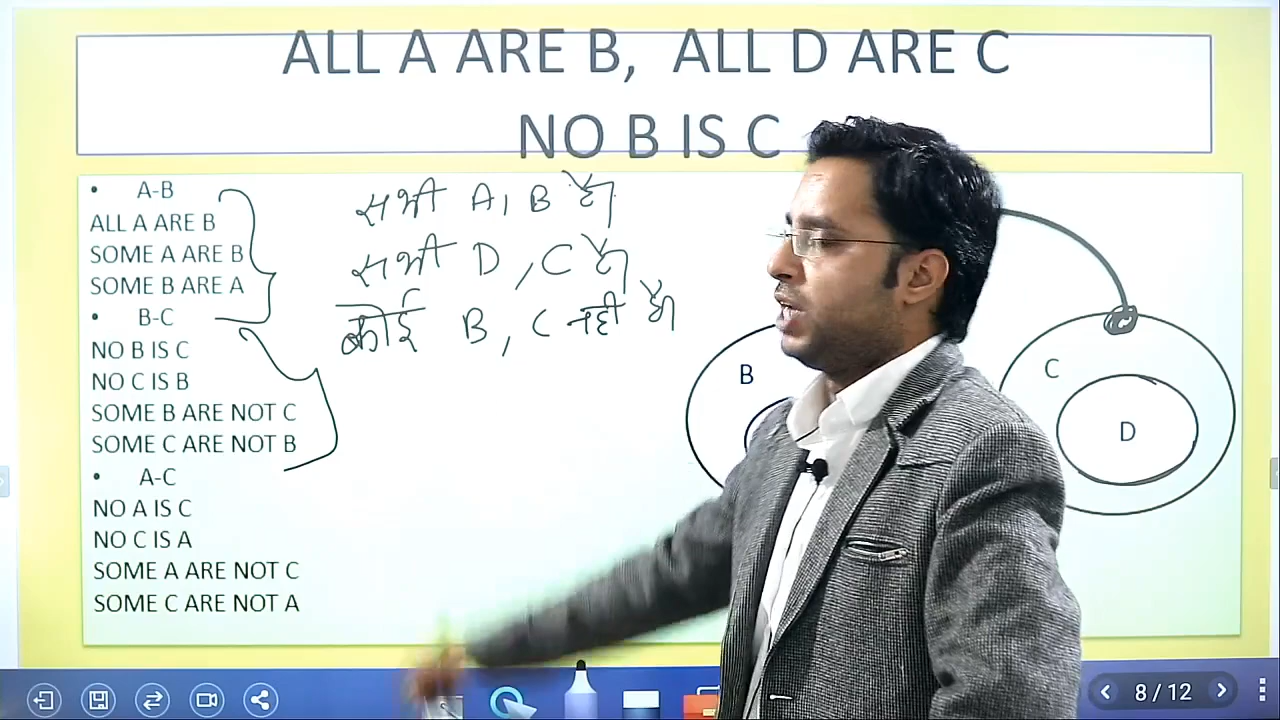 ALL A ARE B, ALL D ARE C
NO B IS C
• A-B
ALL A ARE B
SOME A ARE B
SOME B ARE A
• B-C
NO B IS C
NO C IS B
SOME B ARE NOT C
SOME C ARE NOT B
• A-C
NO A IS C
NO C IS A
SOME A ARE NOT C
SOME C ARE NOT A
सभी A, B है।
सभी D, C है।
कोई B, C नही है।
B
C
D
8 / 12